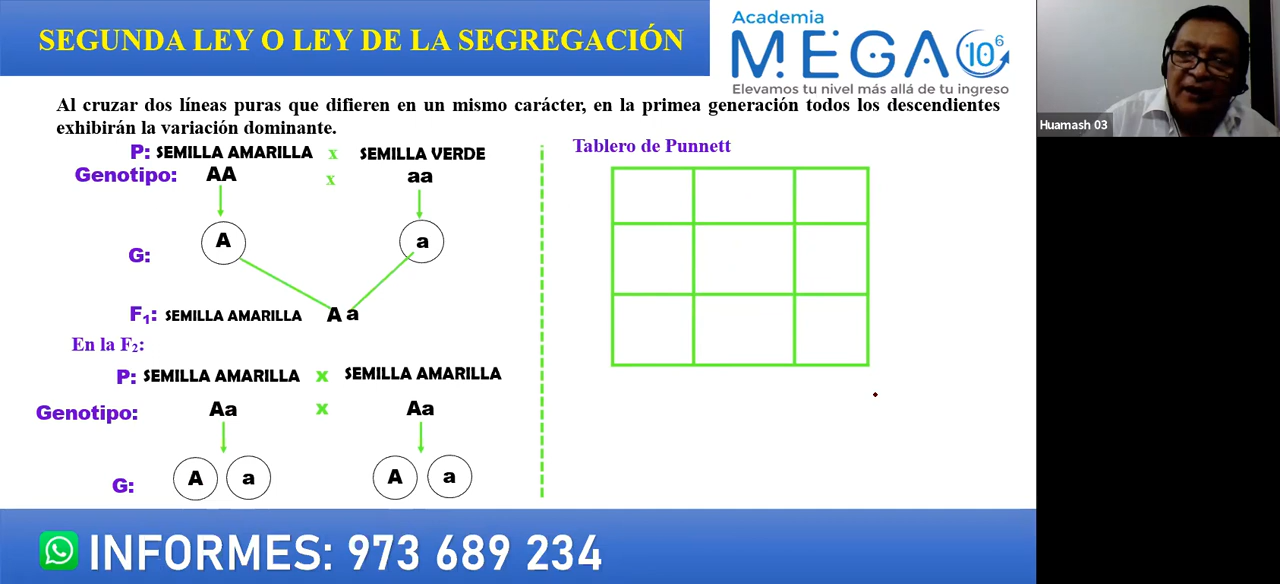 SEGUNDA LEY O LEY DE LA SEGREGACIÓN
Academia
MEGA 10⁶
Elevamos tu nivel más allá de tu ingreso
Huamash 03
Al cruzar dos líneas puras que difieren en un mismo carácter, en la primea generación todos los descendientes
exhibirán la variación dominante.
P: SEMILLA AMARILLA x SEMILLA VERDE
Genotipo: AA x aa
G: A a
F₁: SEMILLA AMARILLA A a
En la F₂:
P: SEMILLA AMARILLA x SEMILLA AMARILLA
Genotipo: Aa x Aa
G: A a A a
Tablero de Punnett
INFORMES: 973 689 234